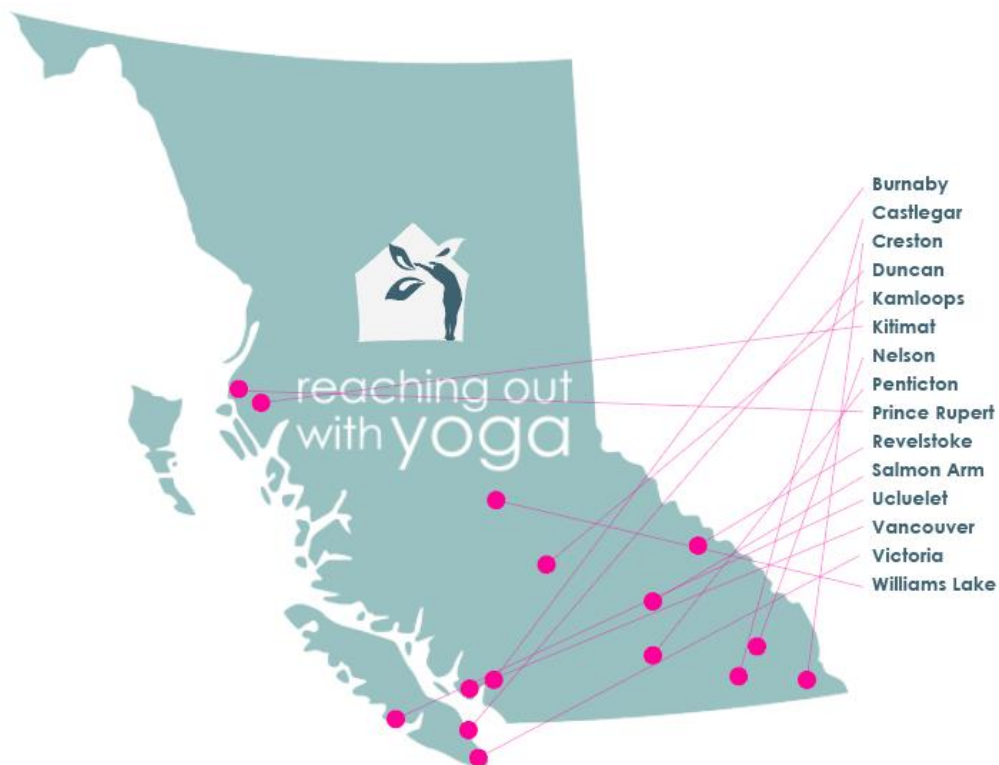 reaching out
with yoga
Burnaby
Castlegar
Creston
Duncan
Kamloops
Kitimat
Nelson
Penticton
Prince Rupert
Revelstoke
Salmon Arm
Ucluelet
Vancouver
Victoria
Williams Lake